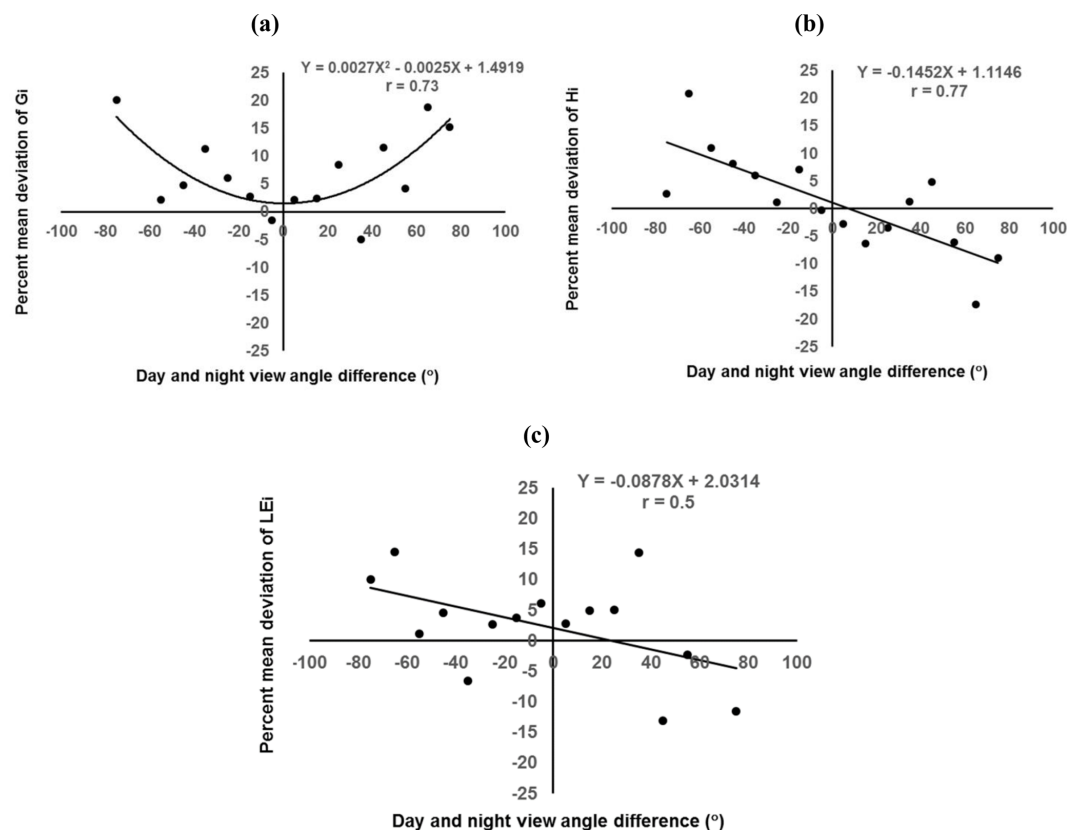 (a)
Y = 0.0027X² - 0.0025X + 1.4919
r = 0.73
Percent mean deviation of Gi
25
20
15
10
5
0
-5
-10
-15
-20
-25
-100 -80 -60 -40 -20 0 20 40 60 80 100
Day and night view angle difference (°)
(b)
Y = -0.1452X + 1.1146
r = 0.77
Percent mean deviation of Hi
25
20
15
10
5
0
-5
-10
-15
-20
-25
-100 -80 -60 -40 -20 0 20 40 60 80 100
Day and night view angle difference (°)
(c)
Y = -0.0878X + 2.0314
r = 0.5
Percent mean deviation of LEi
25
20
15
10
5
0
-5
-10
-15
-20
-25
-100 -80 -60 -40 -20 0 20 40 60 80 100
Day and night view angle difference (°)